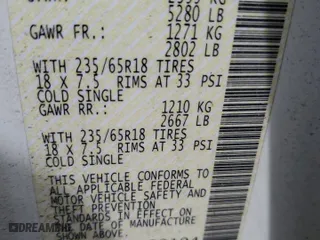 5280 LB
GAWR FR.: 1271 KG
2802 LB
WITH 235/65R18 TIRES
18 X 7.5 RIMS AT 33 PSI
COLD SINGLE
GAWR RR.: 1210 KG
2667 LB
WITH 235/65R18 TIRES
18 X 7.5 RIMS AT 33 PSI
COLD SINGLE
THIS VEHICLE CONFORMS TO
ALL APPLICABLE FEDERAL
MOTOR VEHICLE SAFETY AND
THEFT PREVENTION
STANDARDS IN EFFECT ON
DATE OF MANUFACTURE
SHOWN ABOVE.